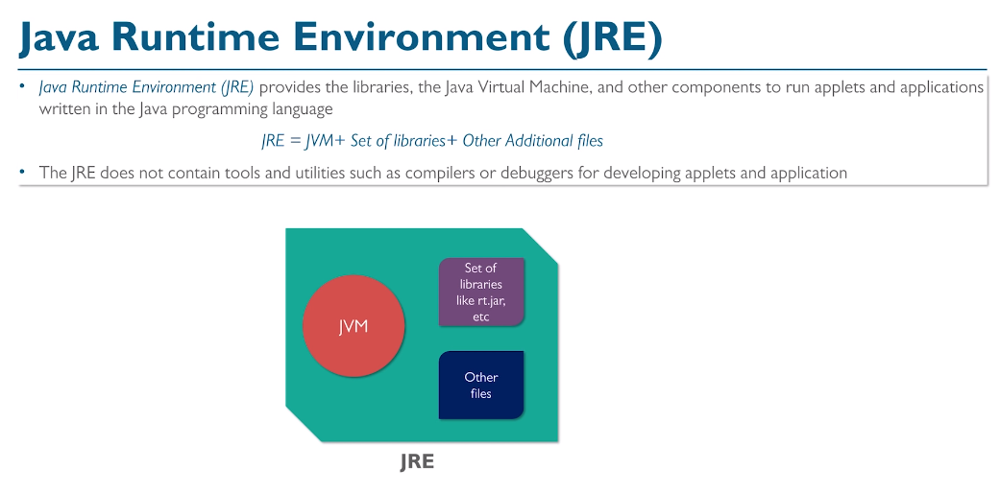 Java Runtime Environment (JRE)
• Java Runtime Environment (JRE) provides the libraries, the Java Virtual Machine, and other components to run applets and applications
written in the Java programming language
JRE = JVM+ Set of libraries+ Other Additional files
• The JRE does not contain tools and utilities such as compilers or debuggers for developing applets and application
JVM
Set of
libraries
like rt.jar,
etc
Other
files
JRE